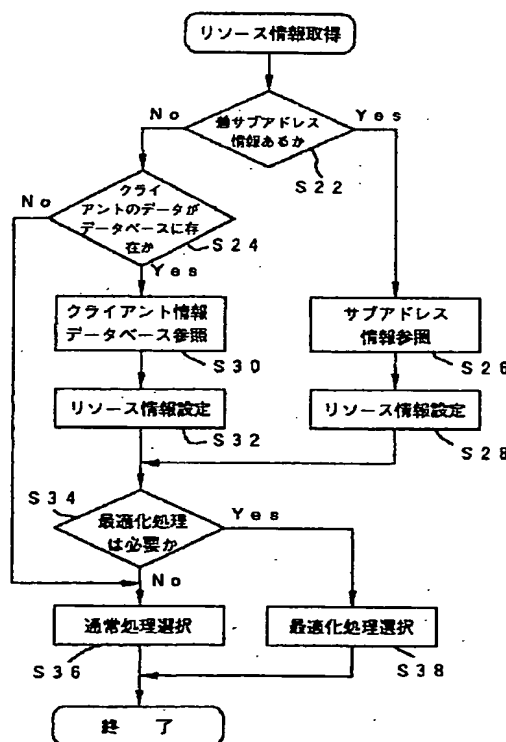 リソース情報取得
No
Yes
サブアドレス
情報あるか
S22
No
クライ
アントのデータが
データベースに存
在か
S24
Yes
クライアント情報
データベース参照
S30
サブアドレス
情報参照
S26
リソース情報設定
S32
リソース情報設定
S28
S34
最適化処理
は必要か
Yes
No
通常処理選択
S36
最適化処理選択
S38
終 了